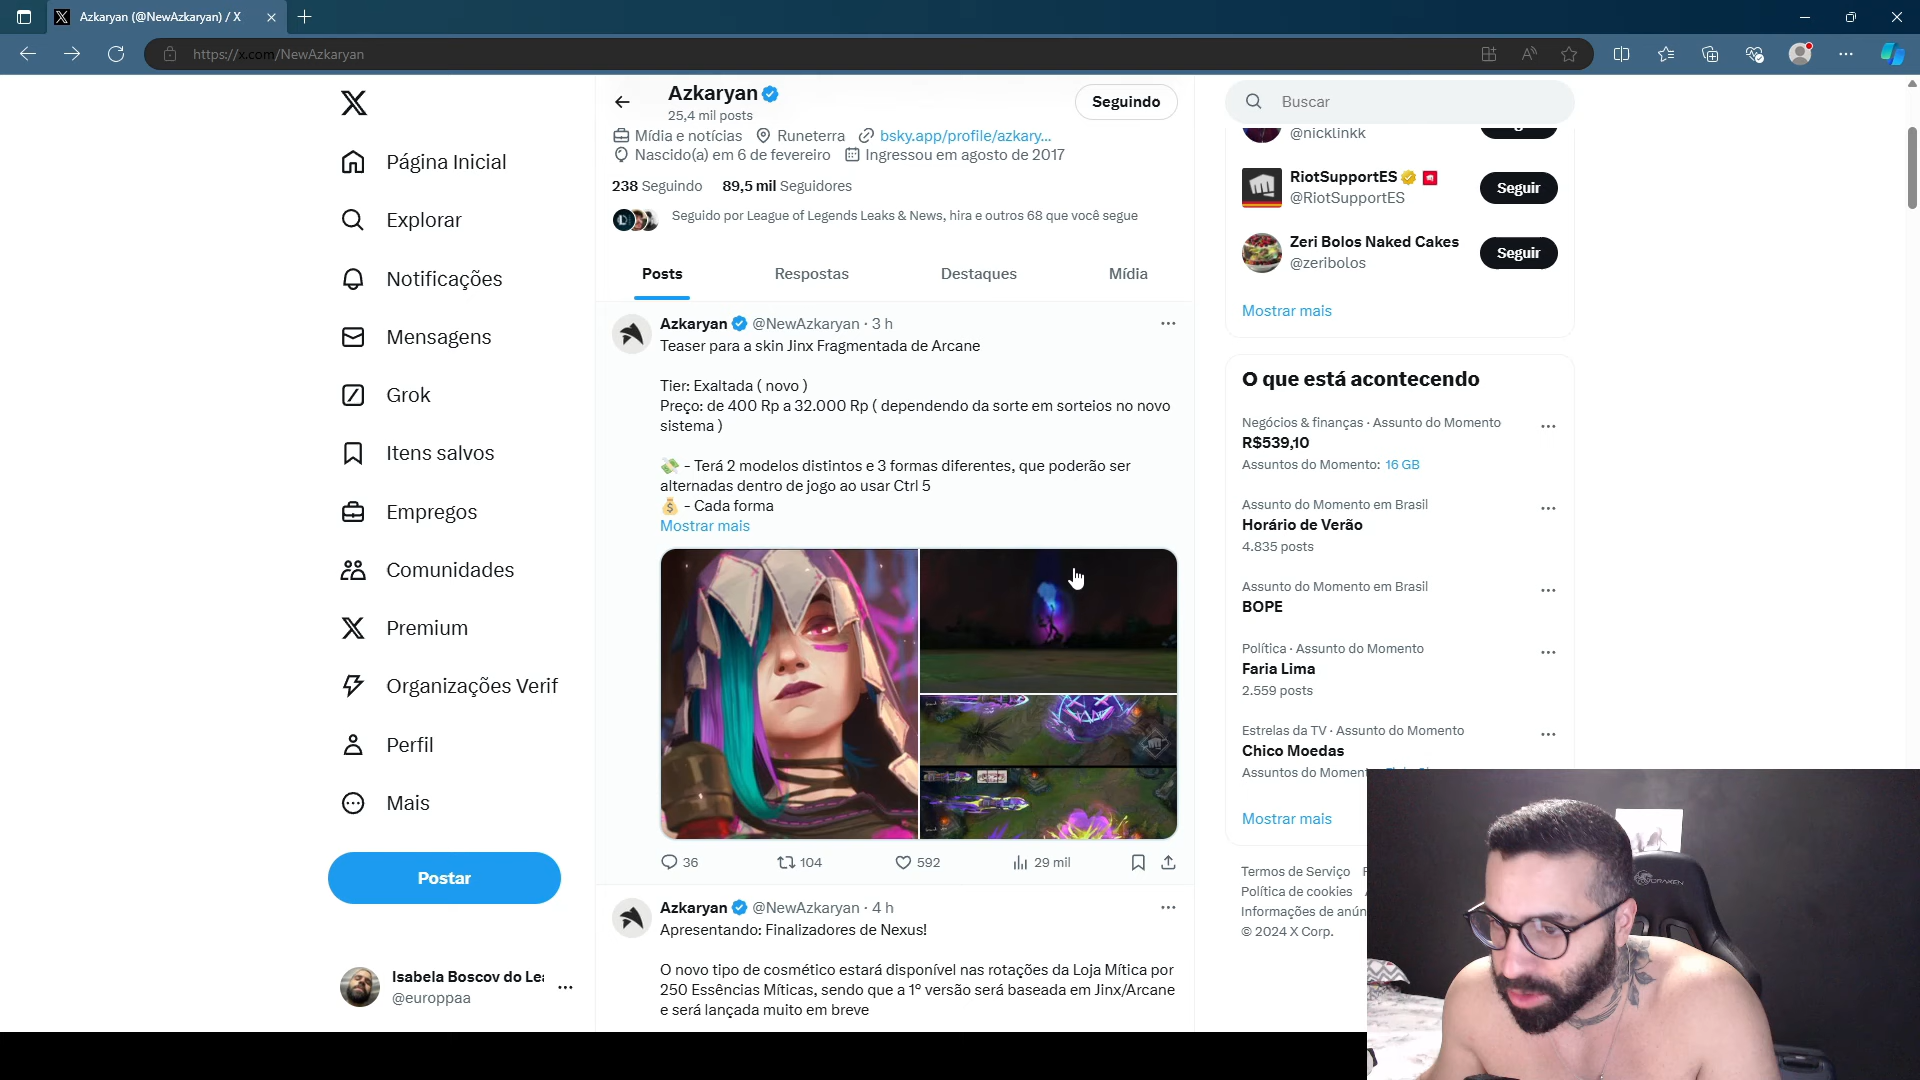 Azkaryan (@NewAzkaryan) / X
https://x.com/NewAzkaryan
Página Inicial
Explorar
Notificações
Mensagens
Grok
Itens salvos
Empregos
Comunidades
Premium
Organizações Verif
Perfil
Mais
Postar
Isabela Boscov do Le
@europpaa
Azkaryan
25,4 mil posts
Seguindo
Mídia e notícias Runeterra bsky.app/profile/azkary...
Nascido(a) em 6 de fevereiro Ingressou em agosto de 2017
238 Seguindo 89,5 mil Seguidores
Seguido por League of Legends Leaks & News, hira e outros 68 que você segue
Posts Respostas Destaques Mídia
Azkaryan @NewAzkaryan · 3 h
Teaser para a skin Jinx Fragmentada de Arcane
Tier: Exaltada ( novo )
Preço: de 400 Rp a 32.000 Rp ( dependendo da sorte em sorteios no novo
sistema )
💸 - Terá 2 modelos distintos e 3 formas diferentes, que poderão ser
alternadas dentro de jogo ao usar Ctrl 5
💰 - Cada forma
Mostrar mais
36 104 592 29 mil
Azkaryan @NewAzkaryan · 4 h
Apresentando: Finalizadores de Nexus!
O novo tipo de cosmético estará disponível nas rotações da Loja Mítica por
250 Essências Míticas, sendo que a 1º versão será baseada em Jinx/Arcane
e será lançada muito em breve
Buscar
@nicklinkk
RiotSupportES
@RiotSupportES
Seguir
Zeri Bolos Naked Cakes
@zeribolos
Seguir
Mostrar mais
O que está acontecendo
Negócios & finanças · Assunto do Momento
R$539,10
Assuntos do Momento: 16 GB
Assunto do Momento em Brasil
Horário de Verão
4.835 posts
Assunto do Momento em Brasil
BOPE
Política · Assunto do Momento
Faria Lima
2.559 posts
Estrelas da TV · Assunto do Momento
Chico Moedas
Assuntos do Momen
Mostrar mais
Termos de Serviço
Política de cookies
Informações de anún
© 2024 X Corp.